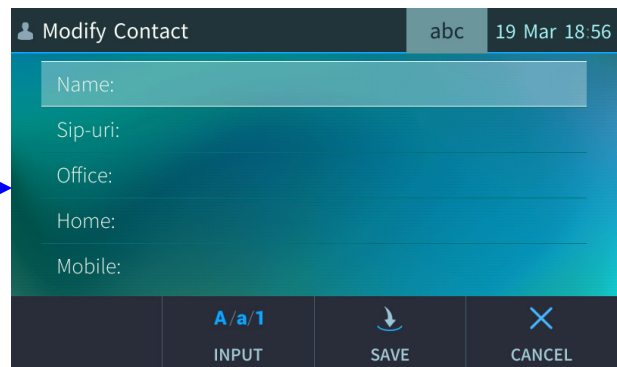 Modify Contact abc 19 Mar 18:56
Name:
Sip-uri:
Office:
Home:
Mobile:
A/a/1
INPUT SAVE CANCEL